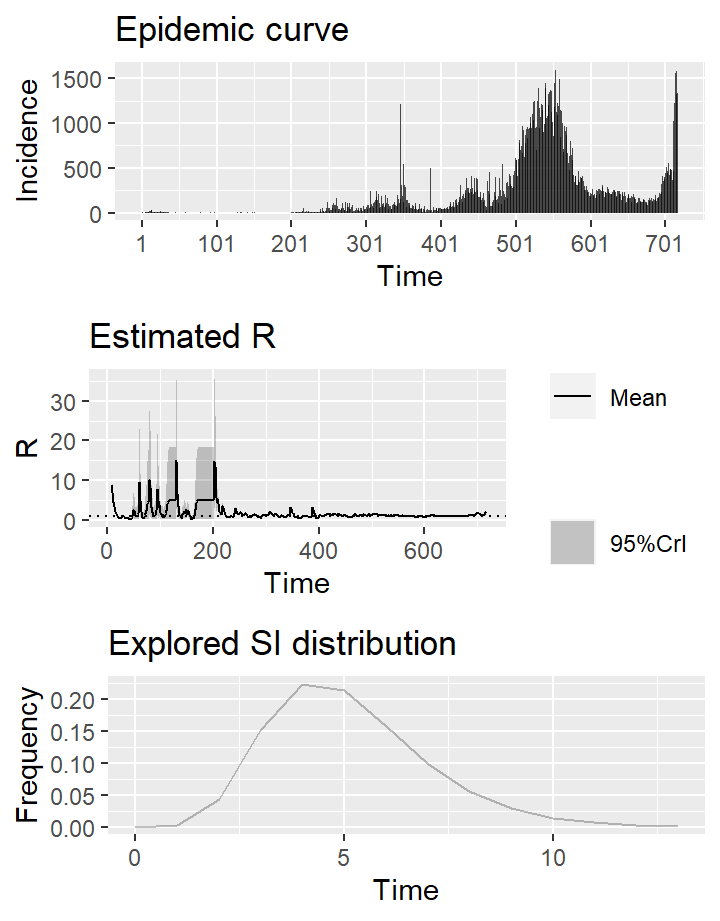 Epidemic curve
1500
1000
500
0
Incidence
1 101 201 301 401 501 601 701
Time
Estimated R
30
20
10
0
R
0 200 400 600
Time
Mean
95%CrI
Explored SI distribution
0.20
0.15
0.10
0.05
0.00
Frequency
0 5 10
Time